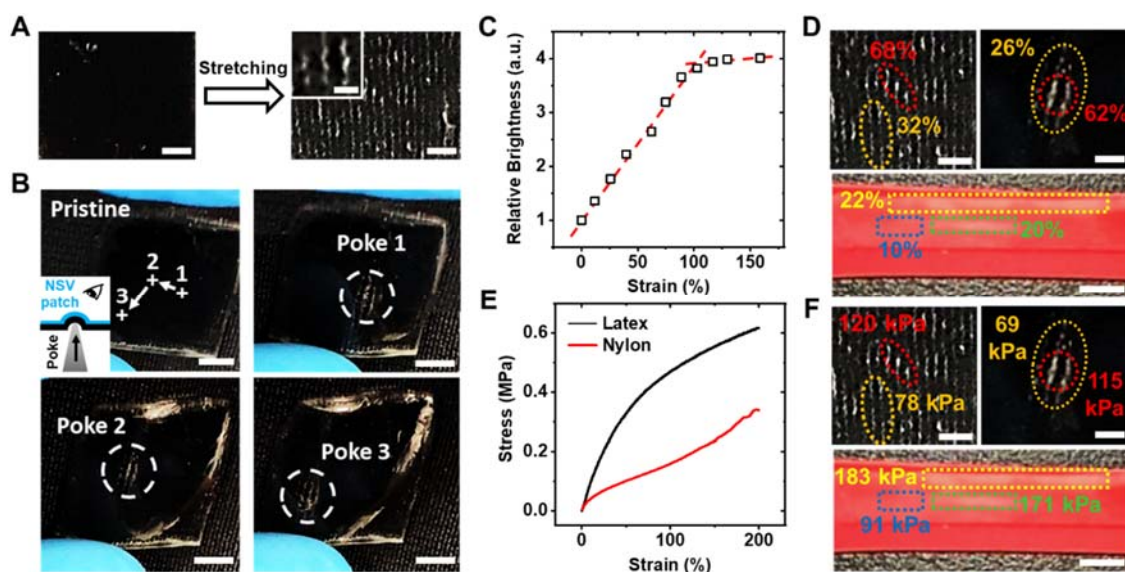 A
Stretching
B
Pristine
2
1
3
NSV
patch
Poke
Poke 1
Poke 2
Poke 3
C
Relative Brightness (a.u.)
4
3
2
1
0 50 100 150
Strain (%)
D
68%
32%
26%
62%
22%
10%
20%
E
Stress (MPa)
0.6
0.4
0.2
0.0
Latex
Nylon
0 200
Strain (%)
F
120 kPa
78 kPa
69
kPa
115
kPa
183 kPa
91 kPa
171 kPa